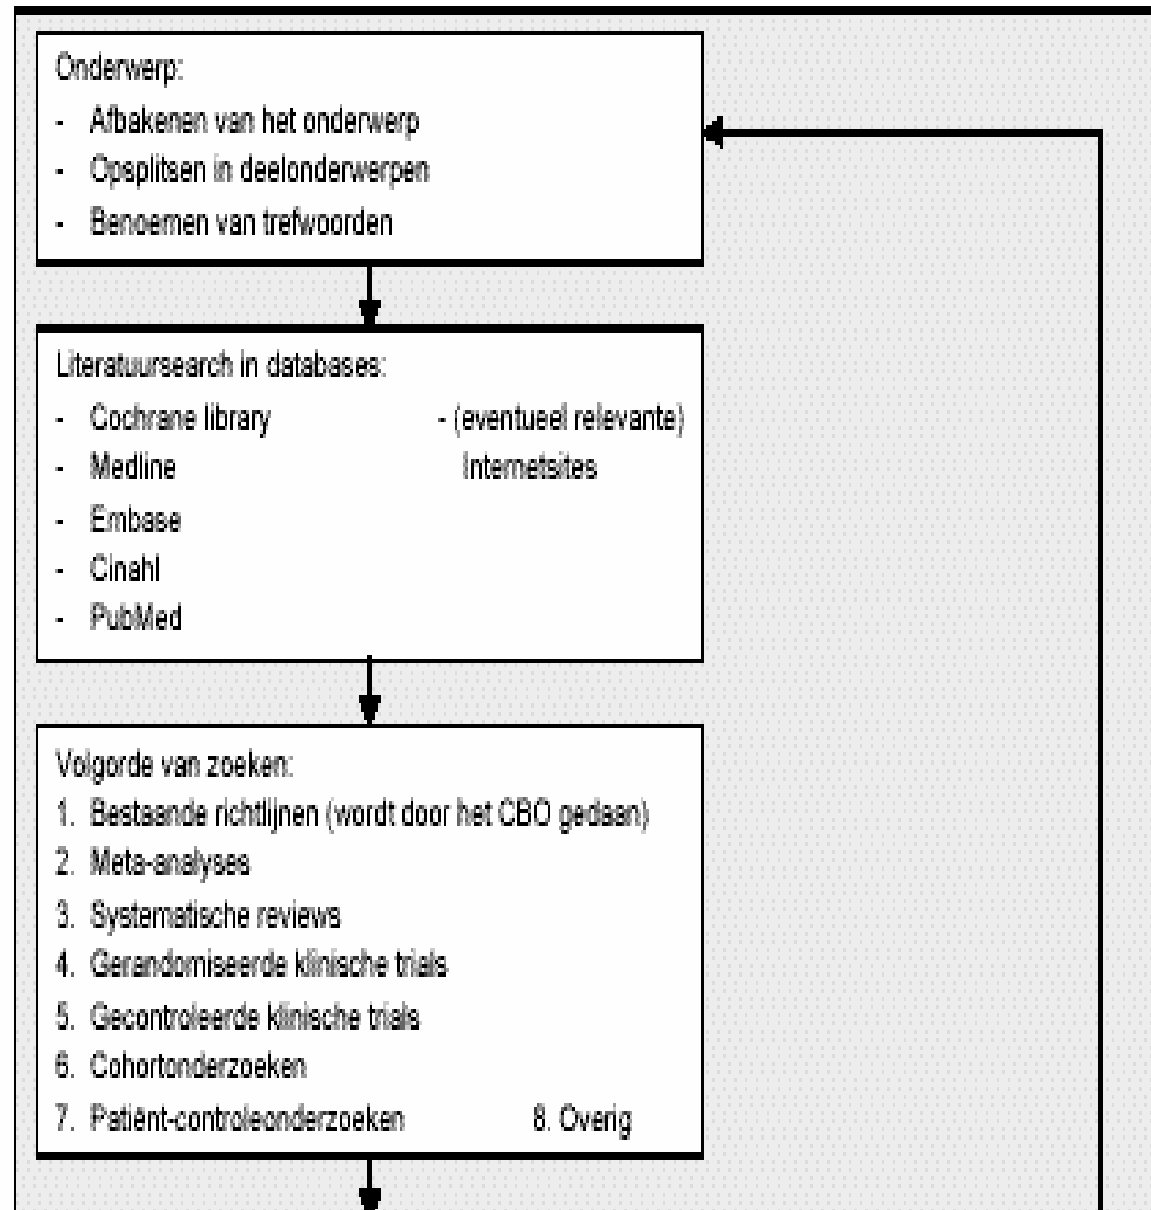 Onderwerp:
- Afbakenen van het onderwerp
- Opsplitsen in deelonderwerpen
- Benoemen van trefwoorden
Literatuursearch in databases:
- Cochrane library - (eventueel relevante)
- Medline Internetsites
- Embase
- Cinahl
- PubMed
Volgorde van zoeken:
1. Bestaande richtlijnen (wordt door het CBO gedaan)
2. Meta-analyses
3. Systematische reviews
4. Gerandomiseerde klinische trials
5. Gecontroleerde klinische trials
6. Cohortonderzoeken
7. Patiënt-controleonderzoeken 8. Overig